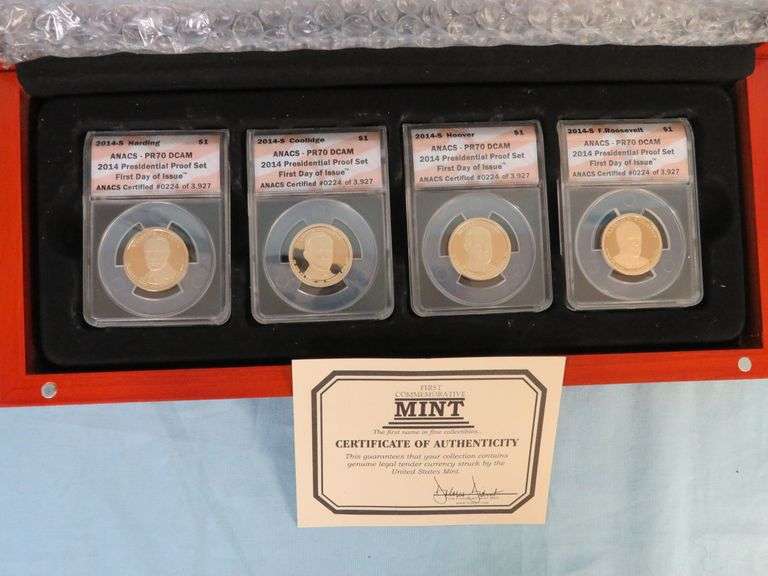 2014-S Harding $1
ANACS - PR70 DCAM
2014 Presidential Proof Set
First Day of Issue™
ANACS Certified #0224 of 3,927
2014-S Coolidge $1
ANACS - PR70 DCAM
2014 Presidential Proof Set
First Day of Issue™
ANACS Certified #0224 of 3,927
2014-S Hoover $1
ANACS - PR70 DCAM
2014 Presidential Proof Set
First Day of Issue™
ANACS Certified #0224 of 3,927
2014-S F.Roosevelt $1
ANACS - PR70 DCAM
2014 Presidential Proof Set
First Day of Issue™
ANACS Certified #0224 of 3,927
FIRST
COMMEMORATIVE
MINT
The first name in fine collectibles...
CERTIFICATE OF AUTHENTICITY
This guarantees that your collection contains
genuine legal tender currency struck by the
United States Mint.